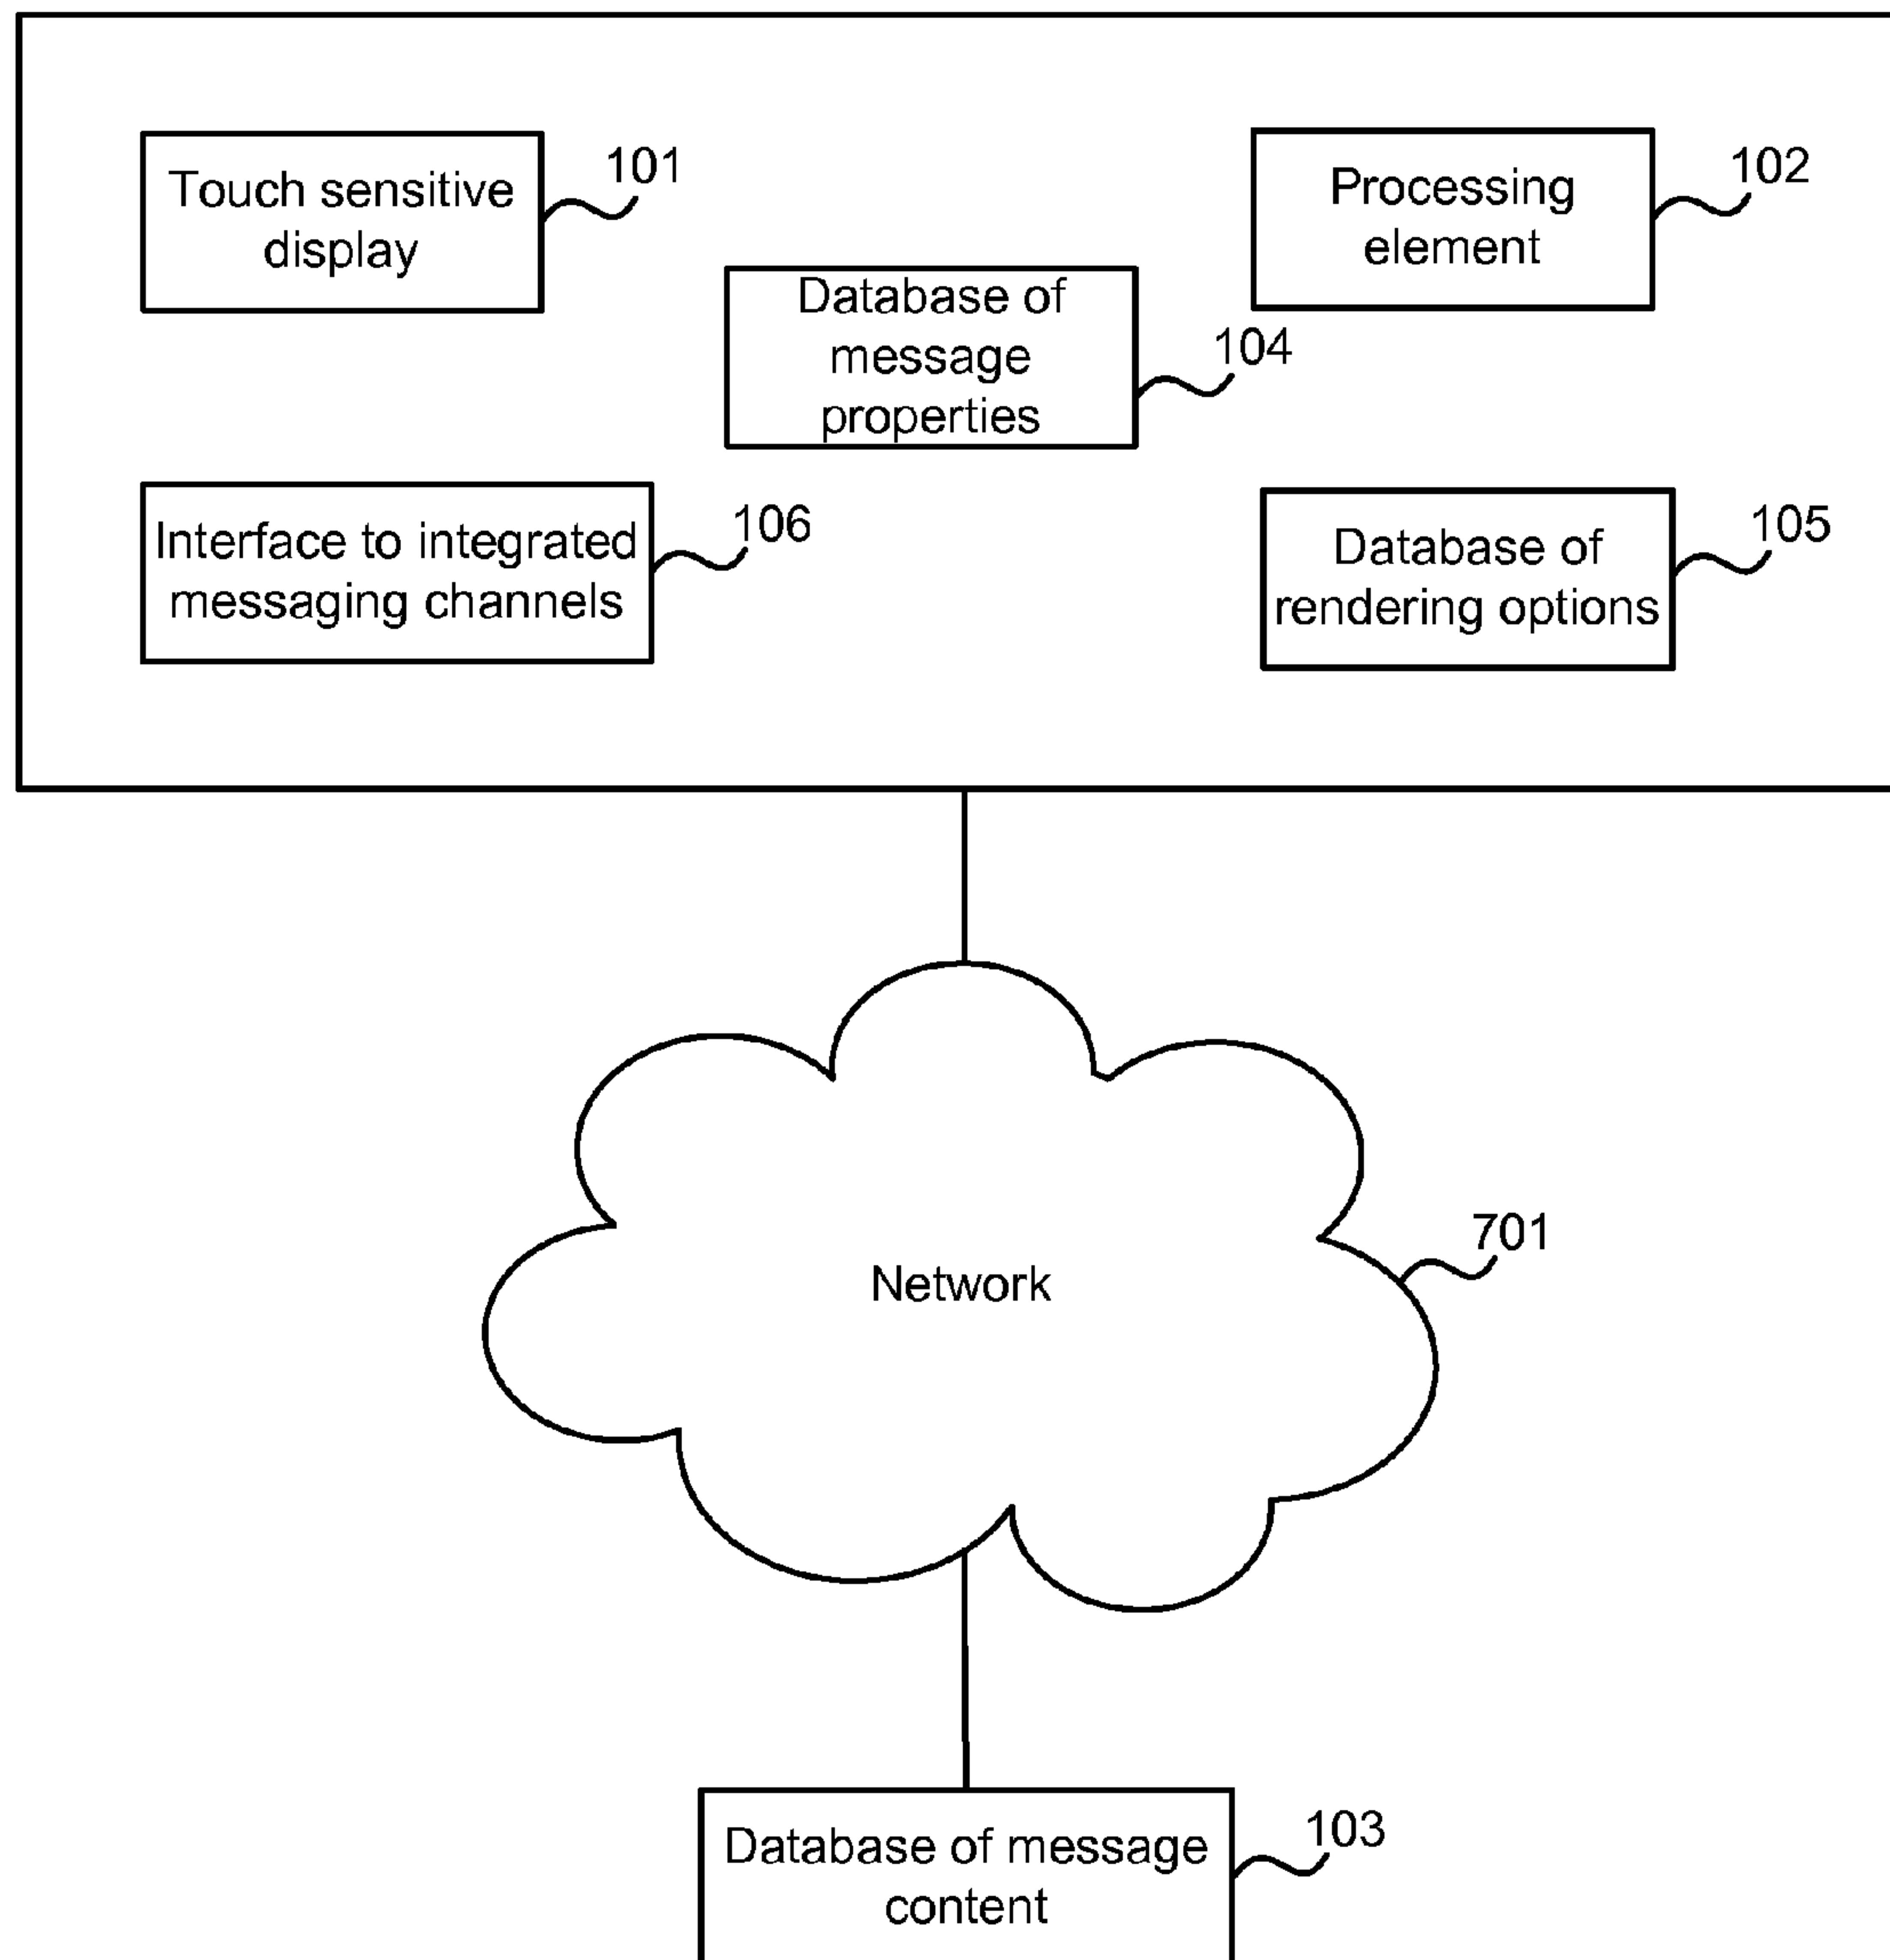 Touch sensitive
display
101
Processing
element
102
Database of
message
properties
104
Interface to integrated
messaging channels
106
Database of
rendering options
105
Network
701
Database of message
content
103